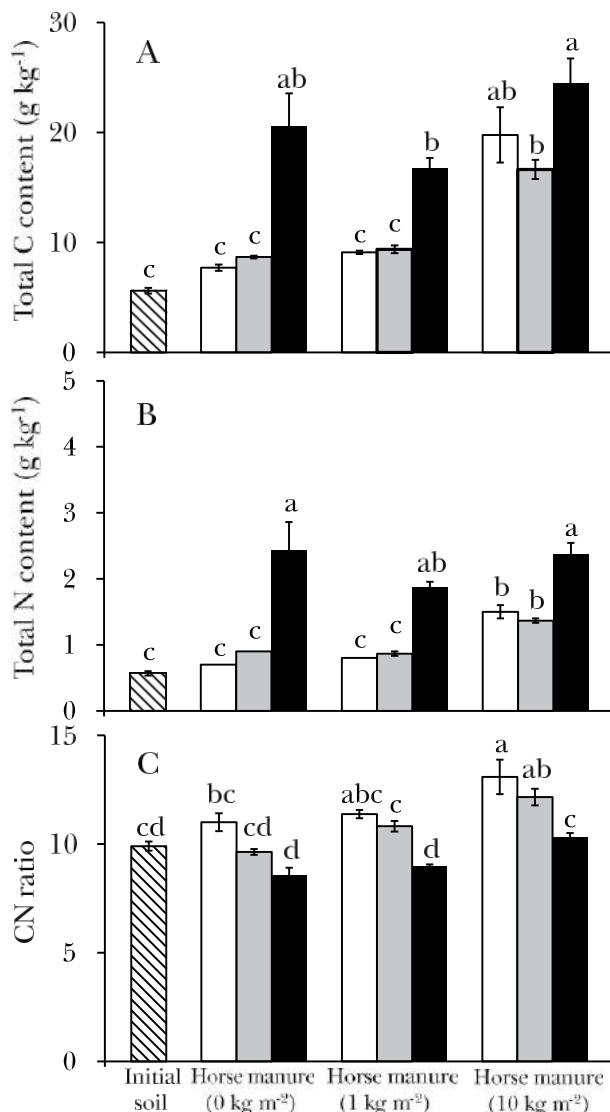 Total C content (g kg⁻¹)
30
20
10
0
A
c
c
c
ab
c
c
b
ab
b
a
Total N content (g kg⁻¹)
5
4
3
2
1
0
B
c
c
c
a
c
c
ab
b
b
a
CN ratio
15
10
5
0
C
cd
bc
cd
d
abc
c
d
a
ab
c
Initial
soil
Horse manure
(0 kg m⁻²)
Horse manure
(1 kg m⁻²)
Horse manure
(10 kg m⁻²)